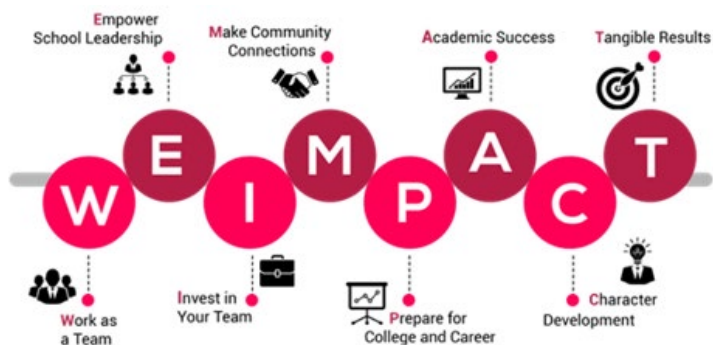 Empower
School Leadership
Make Community
Connections
Academic Success
Tangible Results
W E I M P A C T
Work as
a Team
Invest in
Your Team
Prepare for
College and Career
Character
Development